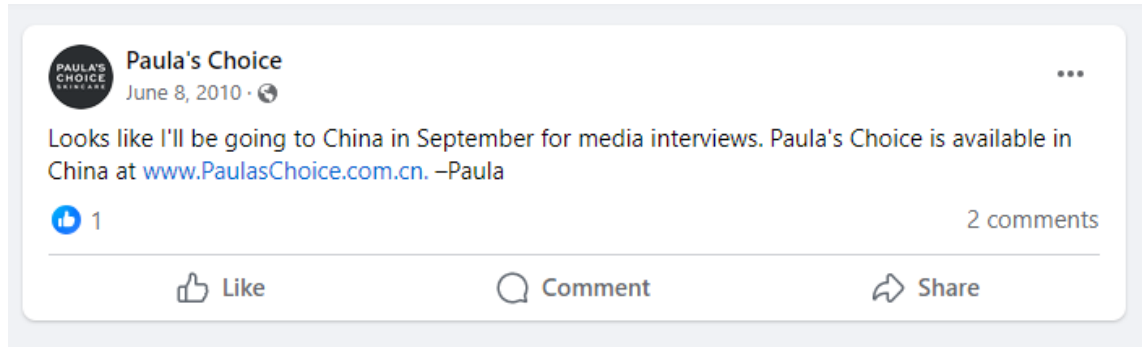 PAULA'S
CHOICE
SKINCARE
Paula's Choice
June 8, 2010 ·
Looks like I'll be going to China in September for media interviews. Paula's Choice is available in
China at www.PaulasChoice.com.cn. –Paula
1
2 comments
Like
Comment
Share